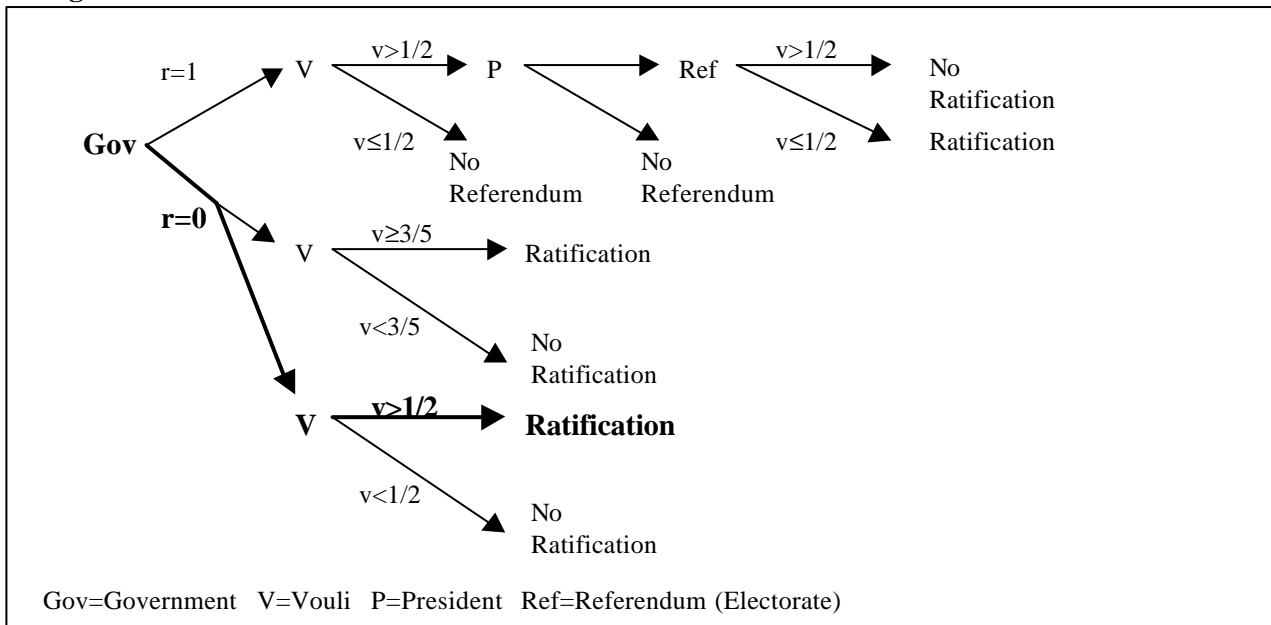 v>1/2
v>1/2
r=1
V
P
Ref
No
Ratification
v≤1/2
v≤1/2
Ratification
Gov
No
Referendum
No
Referendum
r=0
V
v≥3/5
Ratification
v<3/5
No
Ratification
V
v>1/2
Ratification
v<1/2
No
Ratification
Gov=Government V=Vouli P=President Ref=Referendum (Electorate)